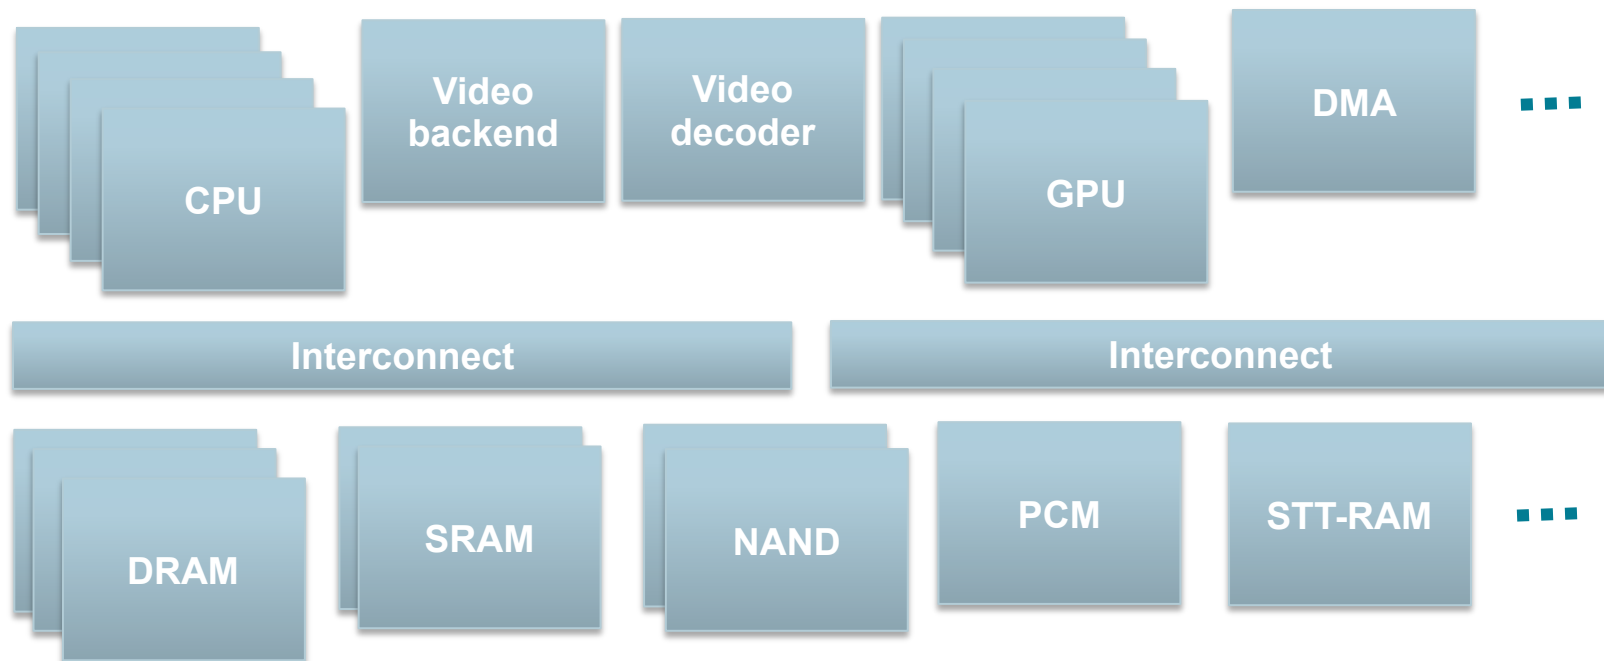 CPU
Video
backend
Video
decoder
GPU
DMA
Interconnect
Interconnect
DRAM
SRAM
NAND
PCM
STT-RAM